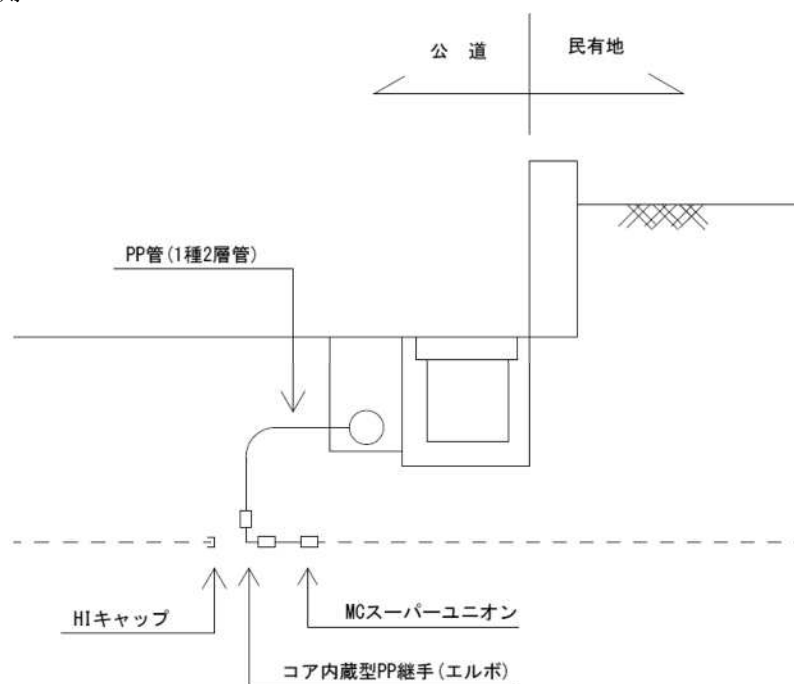 公 道
民有地
PP管(1種2層管)
HIキャップ
MCスーパーユニオン
コア内蔵型PP継手(エルボ)